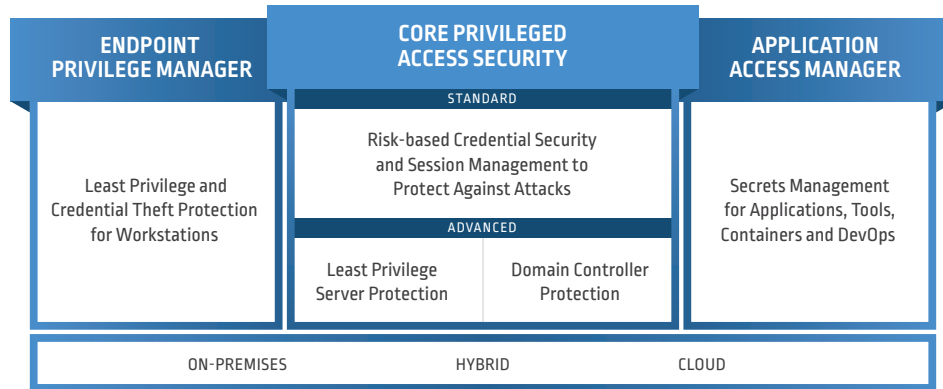 ENDPOINT
PRIVILEGE MANAGER
Least Privilege and
Credential Theft Protection
for Workstations
CORE PRIVILEGED
ACCESS SECURITY
STANDARD
Risk-based Credential Security
and Session Management to
Protect Against Attacks
ADVANCED
Least Privilege
Server Protection
Domain Controller
Protection
APPLICATION
ACCESS MANAGER
Secrets Management
for Applications, Tools,
Containers and DevOps
ON-PREMISES HYBRID CLOUD